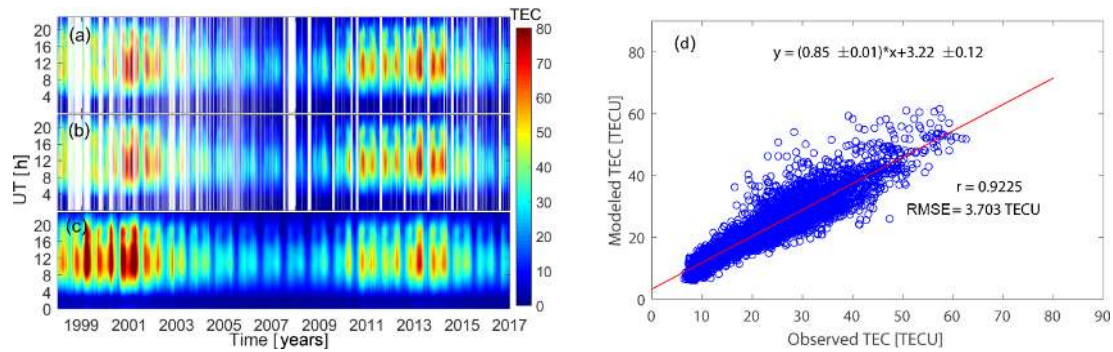 TEC
(a)
20
16
12
8
4
80
70
60
50
40
30
20
10
0
(b)
20
16
12
8
4
UT [h]
(c)
20
16
12
8
4
0
1999 2001 2003 2005 2007 2009 2011 2013 2015 2017
Time [years]
(d)
y = (0.85 ±0.01)*x+3.22 ±0.12
r = 0.9225
RMSE = 3.703 TECU
Modeled TEC [TECU]
80
60
40
20
0
0 10 20 30 40 50 60 70 80 90
Observed TEC [TECU]